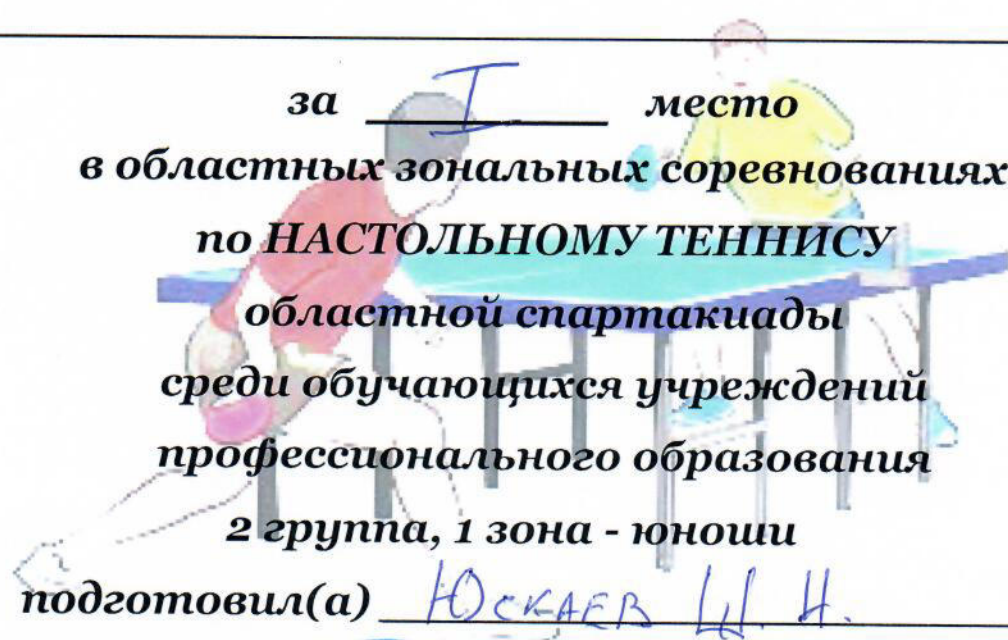 за I место
в областных зональных соревнованиях
по НАСТОЛЬНОМУ ТЕННИСУ
областной спартакиады
среди обучающихся учреждений
профессионального образования
2 группа, 1 зона - юноши
подготовил(а) Юскаев Ш. Н.